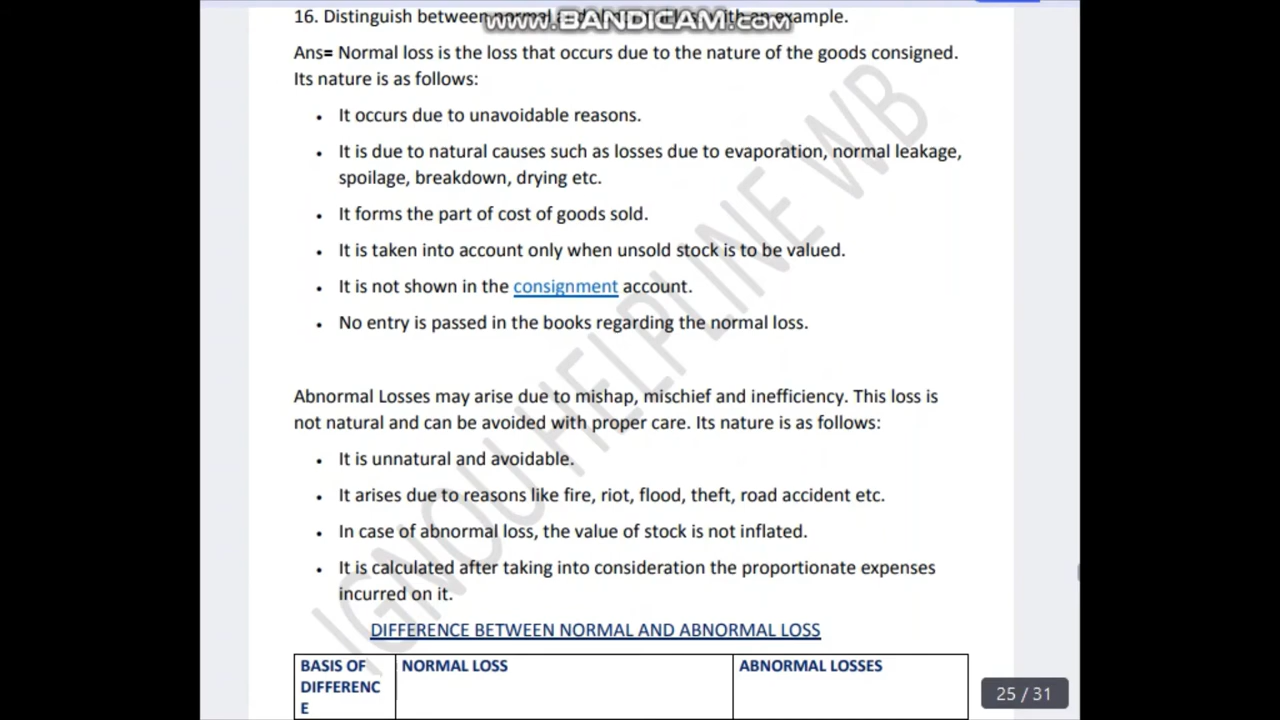 16. Distinguish between normal and abnormal loss with an example.
www.BANDICAM.com
Ans= Normal loss is the loss that occurs due to the nature of the goods consigned.
Its nature is as follows:
• It occurs due to unavoidable reasons.
• It is due to natural causes such as losses due to evaporation, normal leakage,
spoilage, breakdown, drying etc.
• It forms the part of cost of goods sold.
• It is taken into account only when unsold stock is to be valued.
• It is not shown in the consignment account.
• No entry is passed in the books regarding the normal loss.
Abnormal Losses may arise due to mishap, mischief and inefficiency. This loss is
not natural and can be avoided with proper care. Its nature is as follows:
• It is unnatural and avoidable.
• It arises due to reasons like fire, riot, flood, theft, road accident etc.
• In case of abnormal loss, the value of stock is not inflated.
• It is calculated after taking into consideration the proportionate expenses
incurred on it.
DIFFERENCE BETWEEN NORMAL AND ABNORMAL LOSS
BASIS OF
DIFFERENC
E
NORMAL LOSS
ABNORMAL LOSSES
IGNOU HELPLINE WB
25 / 31